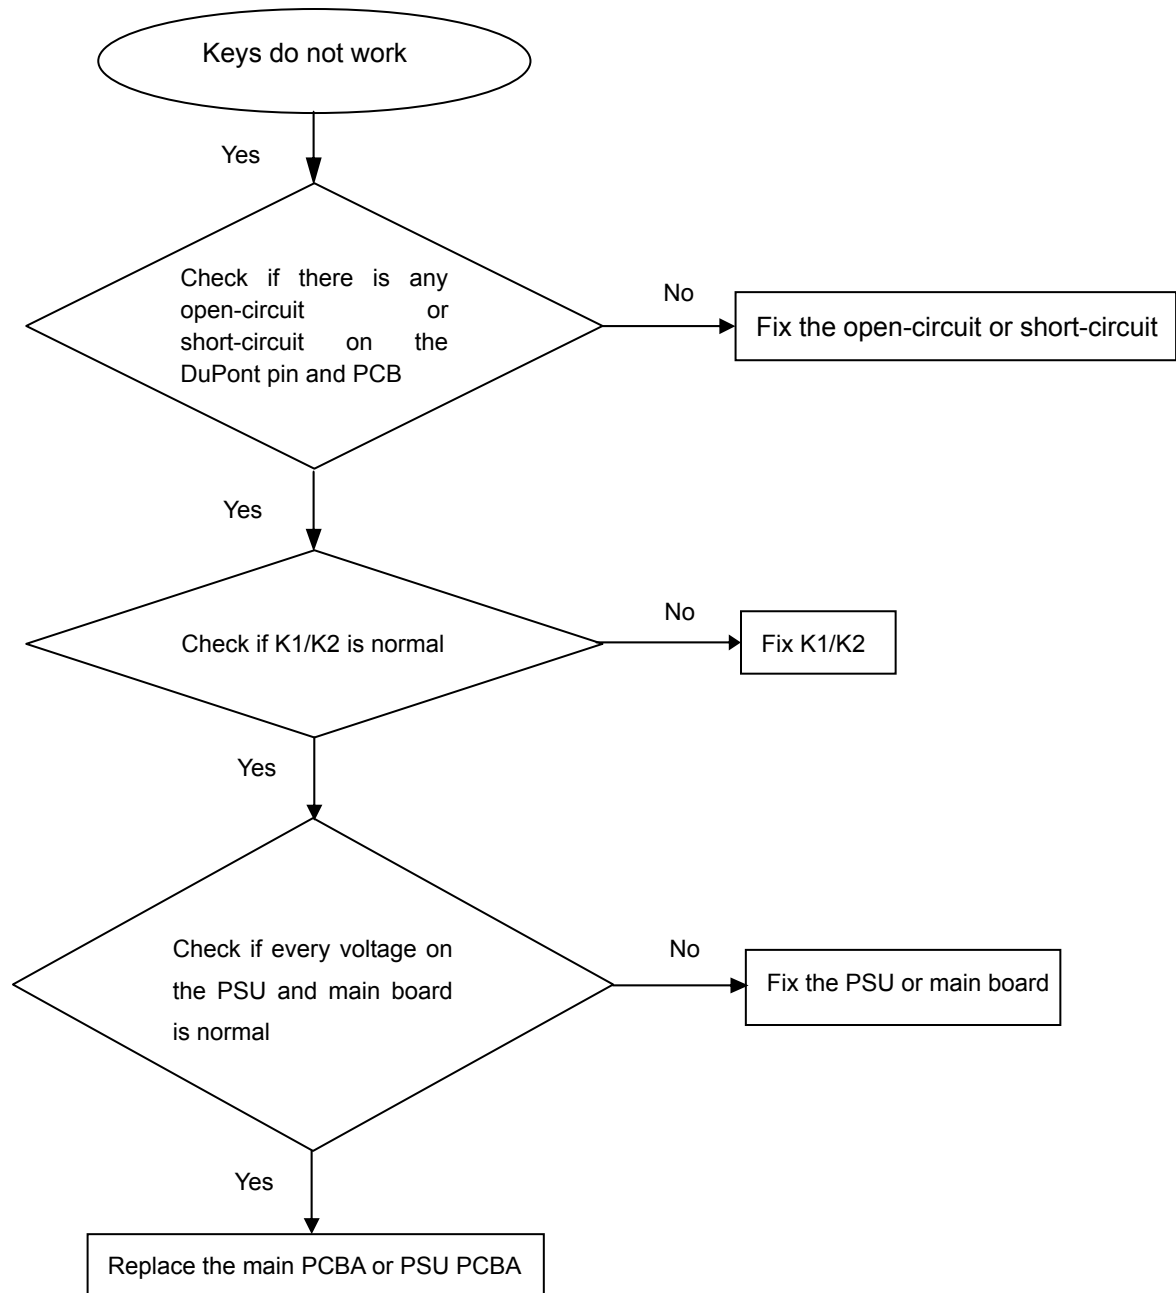 Keys do not work
Yes
Check if there is any
open-circuit or
short-circuit on the
DuPont pin and PCB
No
Fix the open-circuit or short-circuit
Yes
Check if K1/K2 is normal
No
Fix K1/K2
Yes
Check if every voltage on
the PSU and main board
is normal
No
Fix the PSU or main board
Yes
Replace the main PCBA or PSU PCBA